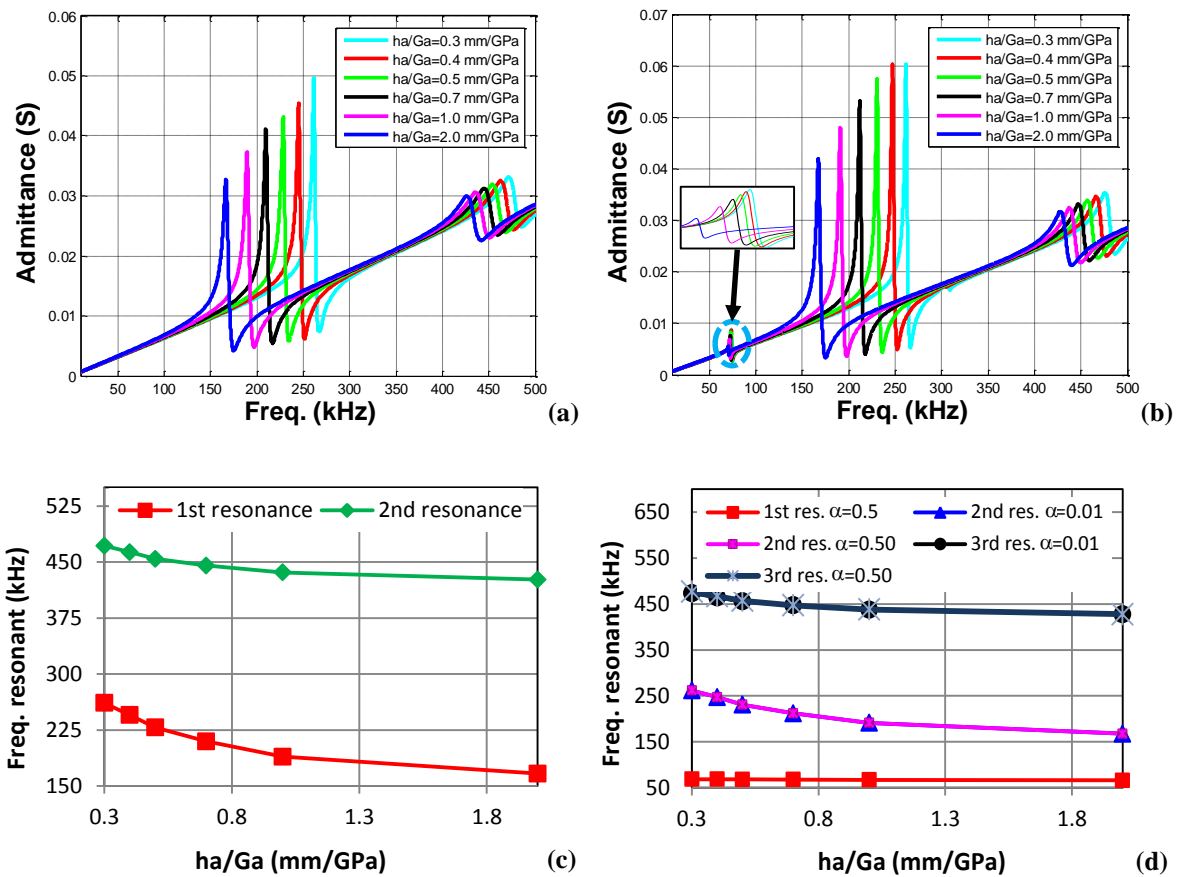 0.06
0.05
0.04
0.03
0.02
0.01
0
Admittance (S)
ha/Ga=0.3 mm/GPa
ha/Ga=0.4 mm/GPa
ha/Ga=0.5 mm/GPa
ha/Ga=0.7 mm/GPa
ha/Ga=1.0 mm/GPa
ha/Ga=2.0 mm/GPa
50 100 150 200 250 300 350 400 450 500
Freq. (kHz)
(a)
0.07
0.06
0.05
0.04
0.03
0.02
0.01
0
Admittance (S)
ha/Ga=0.3 mm/GPa
ha/Ga=0.4 mm/GPa
ha/Ga=0.5 mm/GPa
ha/Ga=0.7 mm/GPa
ha/Ga=1.0 mm/GPa
ha/Ga=2.0 mm/GPa
50 100 150 200 250 300 350 400 450 500
Freq. (kHz)
(b)
525
450
375
300
225
150
Freq. resonant (kHz)
1st resonance
2nd resonance
0.3 0.8 1.3 1.8
ha/Ga (mm/GPa)
(c)
650
550
450
350
250
150
50
Freq. resonant (kHz)
1st res. α=0.5
2nd res. α=0.01
2nd res. α=0.50
3rd res. α=0.01
3rd res. α=0.50
0.3 0.8 1.3 1.8
ha/Ga (mm/GPa)
(d)